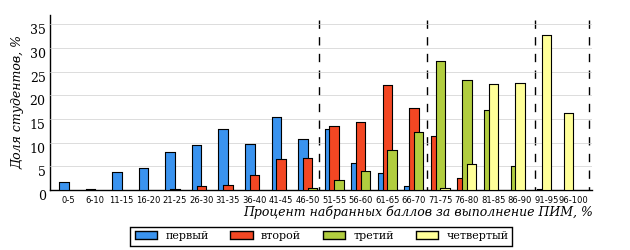 Доля студентов, %
35
30
25
20
15
10
5
0
0-5 6-10 11-15 16-20 21-25 26-30 31-35 36-40 41-45 46-50 51-55 56-60 61-65 66-70 71-75 76-80 81-85 86-90 91-95 96-100
Процент набранных баллов за выполнение ПИМ, %
первый второй третий четвертый